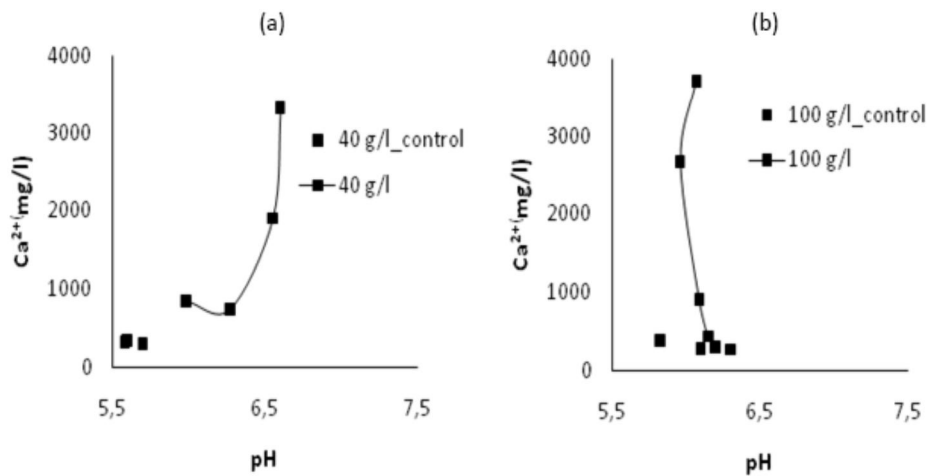 (a)
4000
3000
2000
1000
0
Ca²⁺(mg/l)
5,5
6,5
7,5
pH
40 g/l_control
40 g/l
(b)
4000
3000
2000
1000
0
Ca²⁺(mg/l)
5,5
6,5
7,5
pH
100 g/l_control
100 g/l